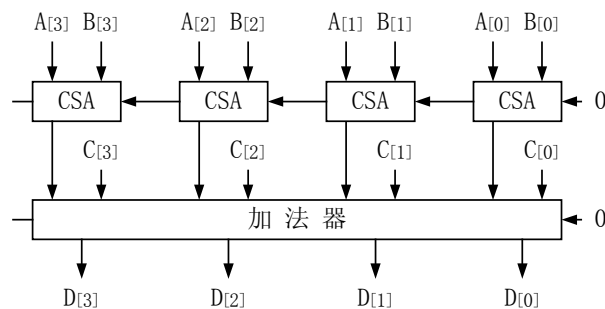 A[3] B[3] A[2] B[2] A[1] B[1] A[0] B[0]
CSA CSA CSA CSA 0
C[3] C[2] C[1] C[0]
加法器 0
D[3] D[2] D[1] D[0]